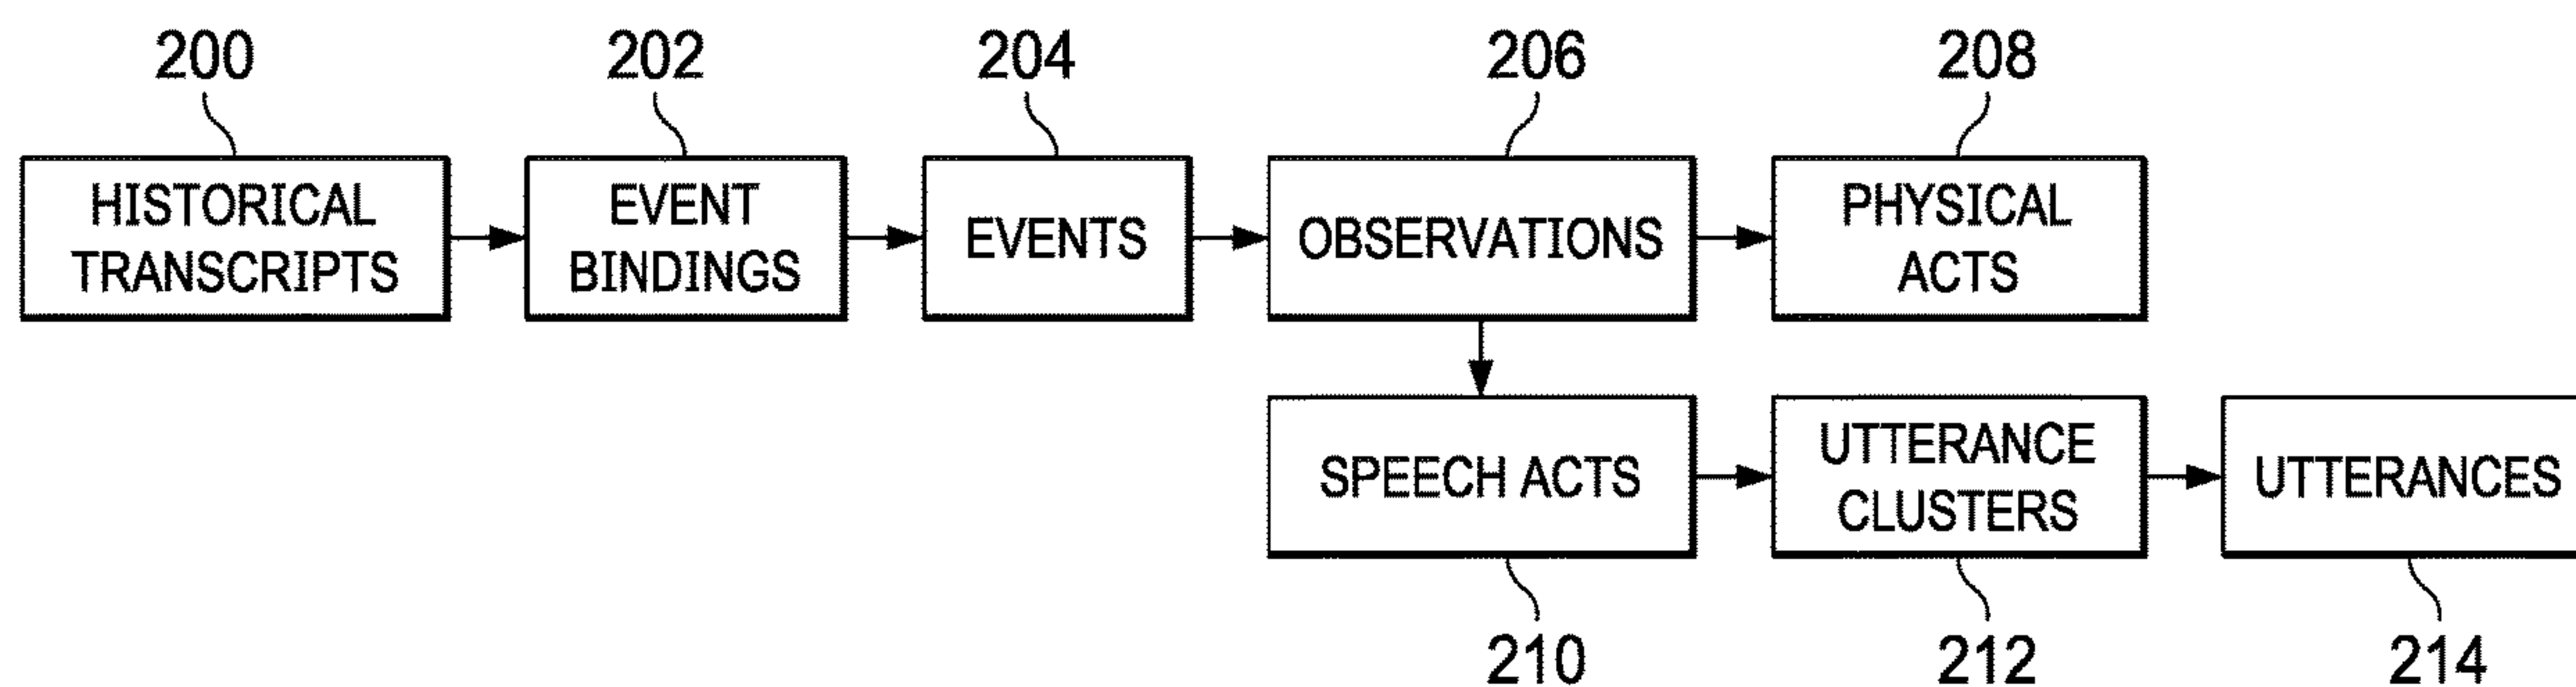 200
202
204
206
208
HISTORICAL
TRANSCRIPTS
EVENT
BINDINGS
EVENTS
OBSERVATIONS
PHYSICAL
ACTS
SPEECH ACTS
UTTERANCE
CLUSTERS
UTTERANCES
210
212
214